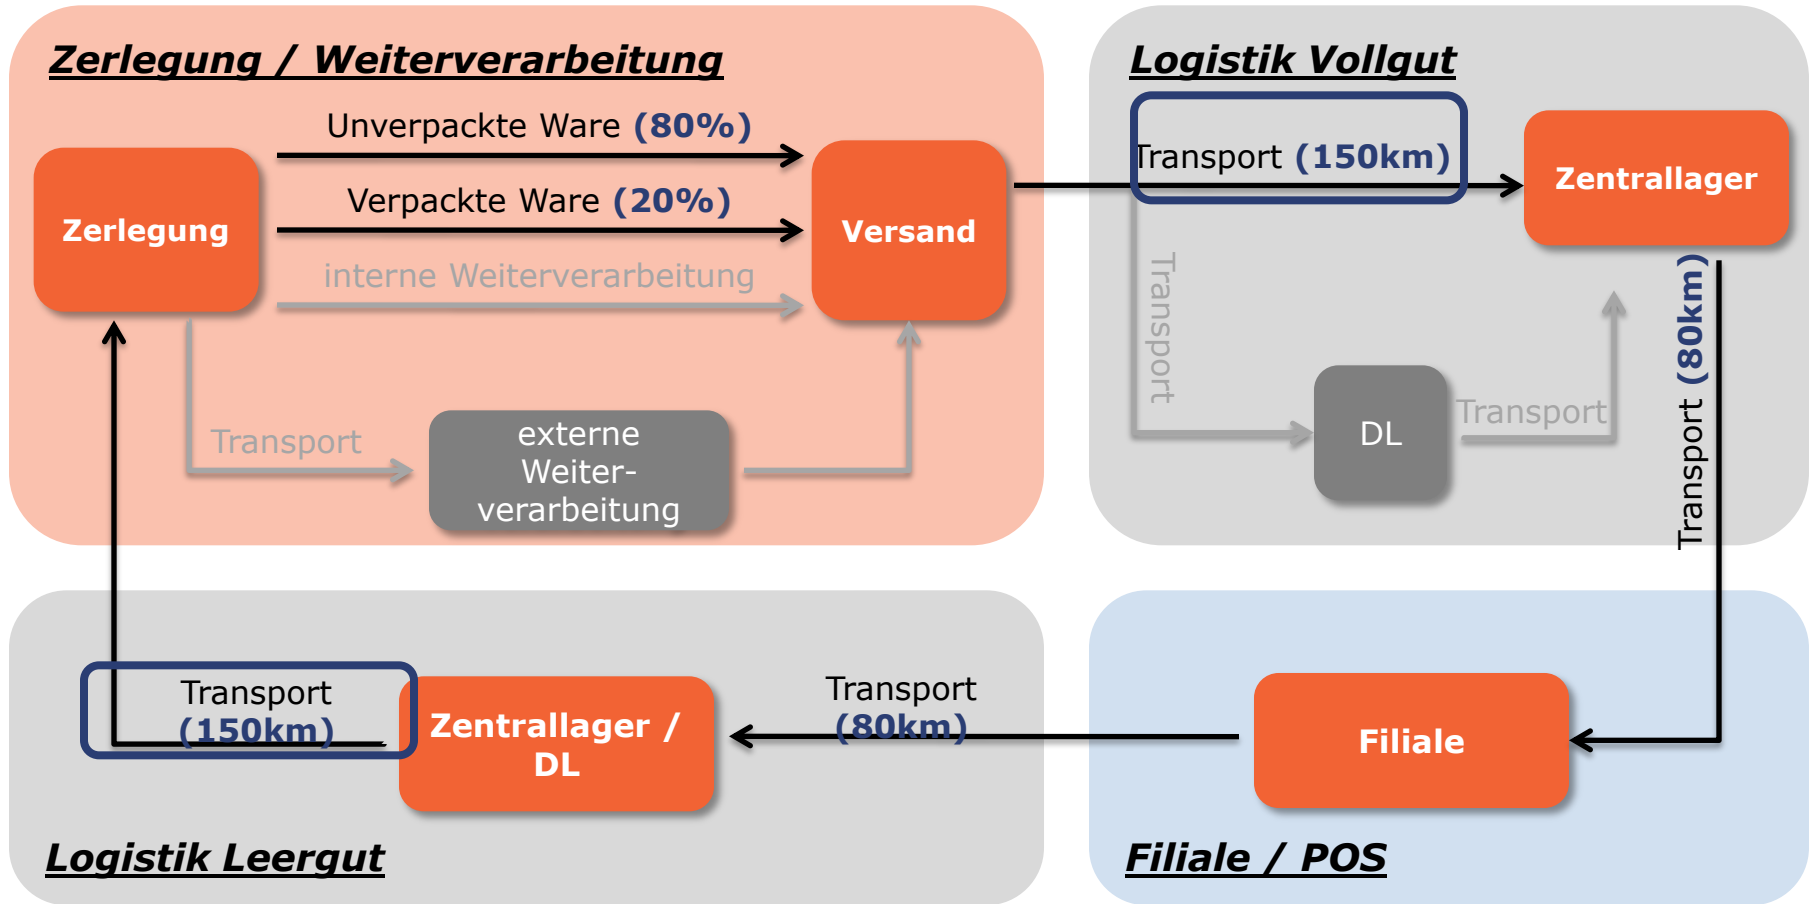 Zerlegung / Weiterverarbeitung
Unverpackte Ware (80%)
Verpackte Ware (20%)
interne Weiterverarbeitung
Zerlegung
Versand
Transport
externe
Weiter-
verarbeitung
Logistik Vollgut
Transport (150km)
Zentrallager
Transport
DL
Transport
Transport (80km)
Transport
(150km)
Zentrallager /
DL
Transport
(80km)
Logistik Leergut
Filiale
Filiale / POS